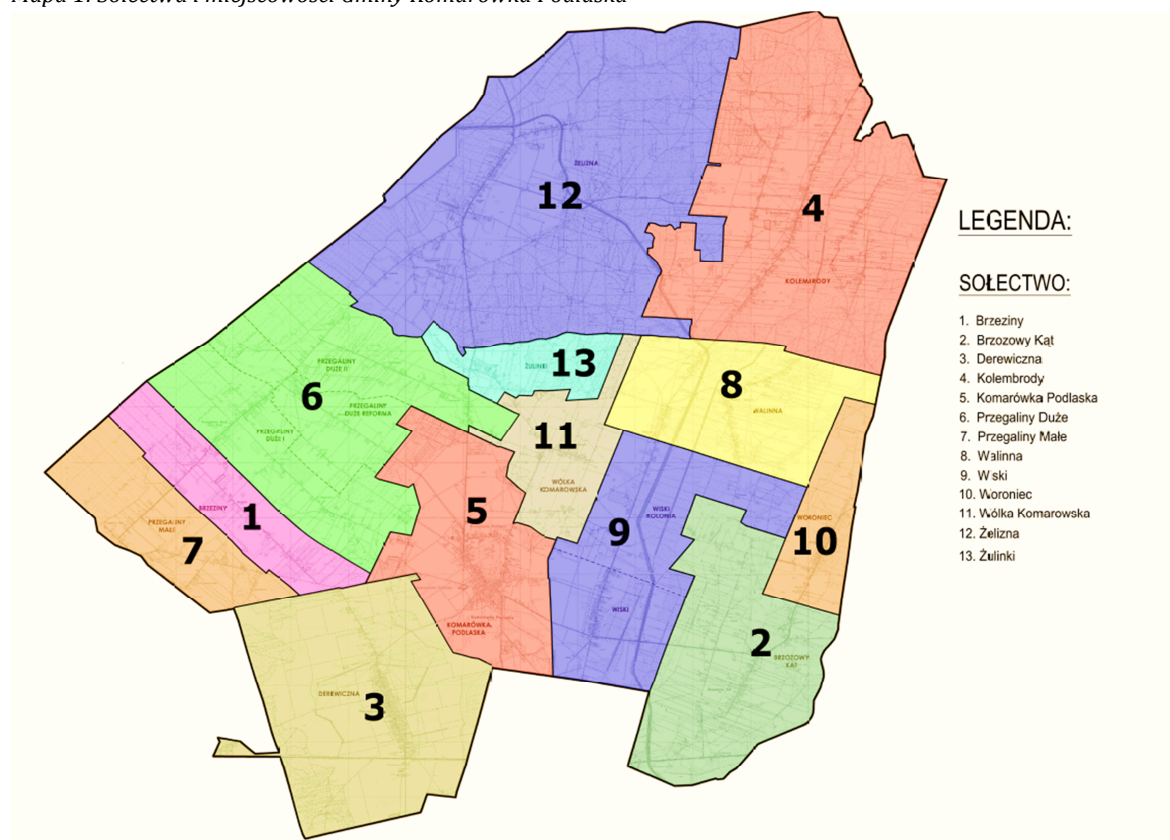 Mapa 1. Sołectwa i miejscowości Gminy Komarówka Podlaska
ŻELIZNA
12
4
KOLEMBRODY
LEGENDA:
SOŁECTWO:
1. Brzeziny
2. Brzozowy Kąt
3. Derewiczna
4. Kolembrody
5. Komarówka Podlaska
6. Przegaliny Duże
7. Przegaliny Małe
8. Walinna
9. Wiski
10. Woroniec
11. Wólka Komarowska
12. Żelizna
13. Żulinki
PRZEGALINY
DUŻE II
ŻULINKI
13
6
PRZEGALINY
DUŻE REFORMA
PRZEGALINY
DUŻE I
8
WALINNA
11
WÓLKA
KOMAROWSKA
BRZEZINY
1
PRZEGALINY
MAŁE
7
5
WISKI
KOLONIA
9
WORONIEC
10
WISKI
KOMARÓWKA
PODLASKA
2
BRZOZOWY
KĄT
DEREWICZNA
3